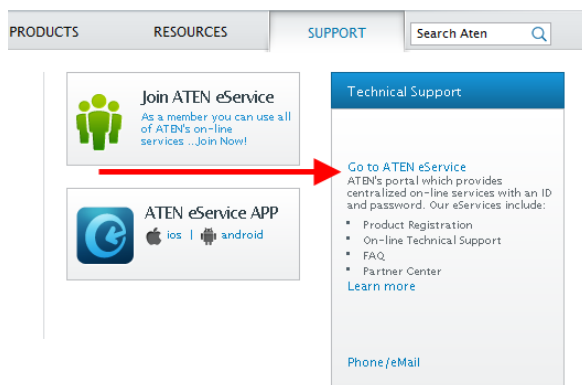 PRODUCTS
RESOURCES
SUPPORT
Search Aten
Join ATEN eService
As a member you can use all
of ATEN's on-line
services ...Join Now!
ATEN eService APP
ios | android
Technical Support
Go to ATEN eService
ATEN's portal which provides
centralized on-line services with an ID
and password. Our eServices include:
Product Registration
On-line Technical Support
FAQ
Partner Center
Learn more
Phone/eMail